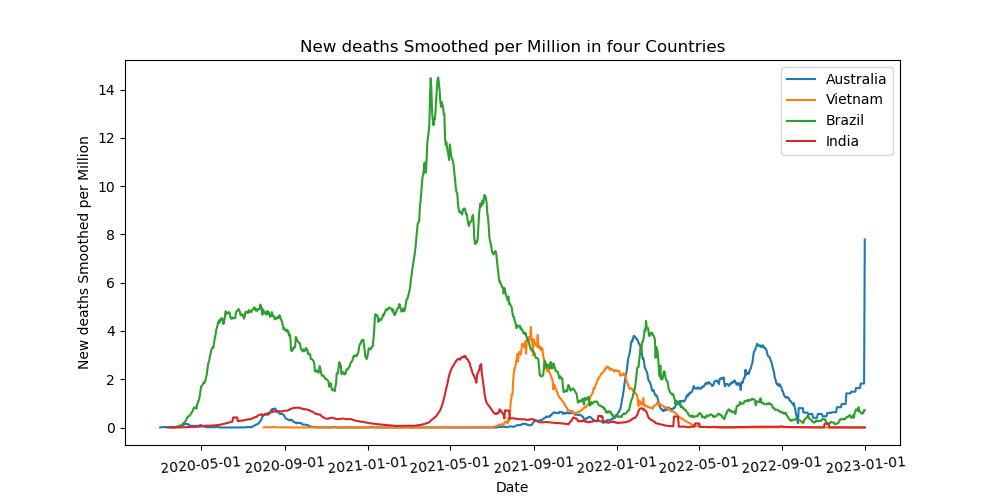 New deaths Smoothed per Million in four Countries
Australia
Vietnam
Brazil
India
New deaths Smoothed per Million
14
12
10
8
6
4
2
0
2020-05-01 2020-09-01 2021-01-01 2021-05-01 2021-09-01 2022-01-01 2022-05-01 2022-09-01 2023-01-01
Date